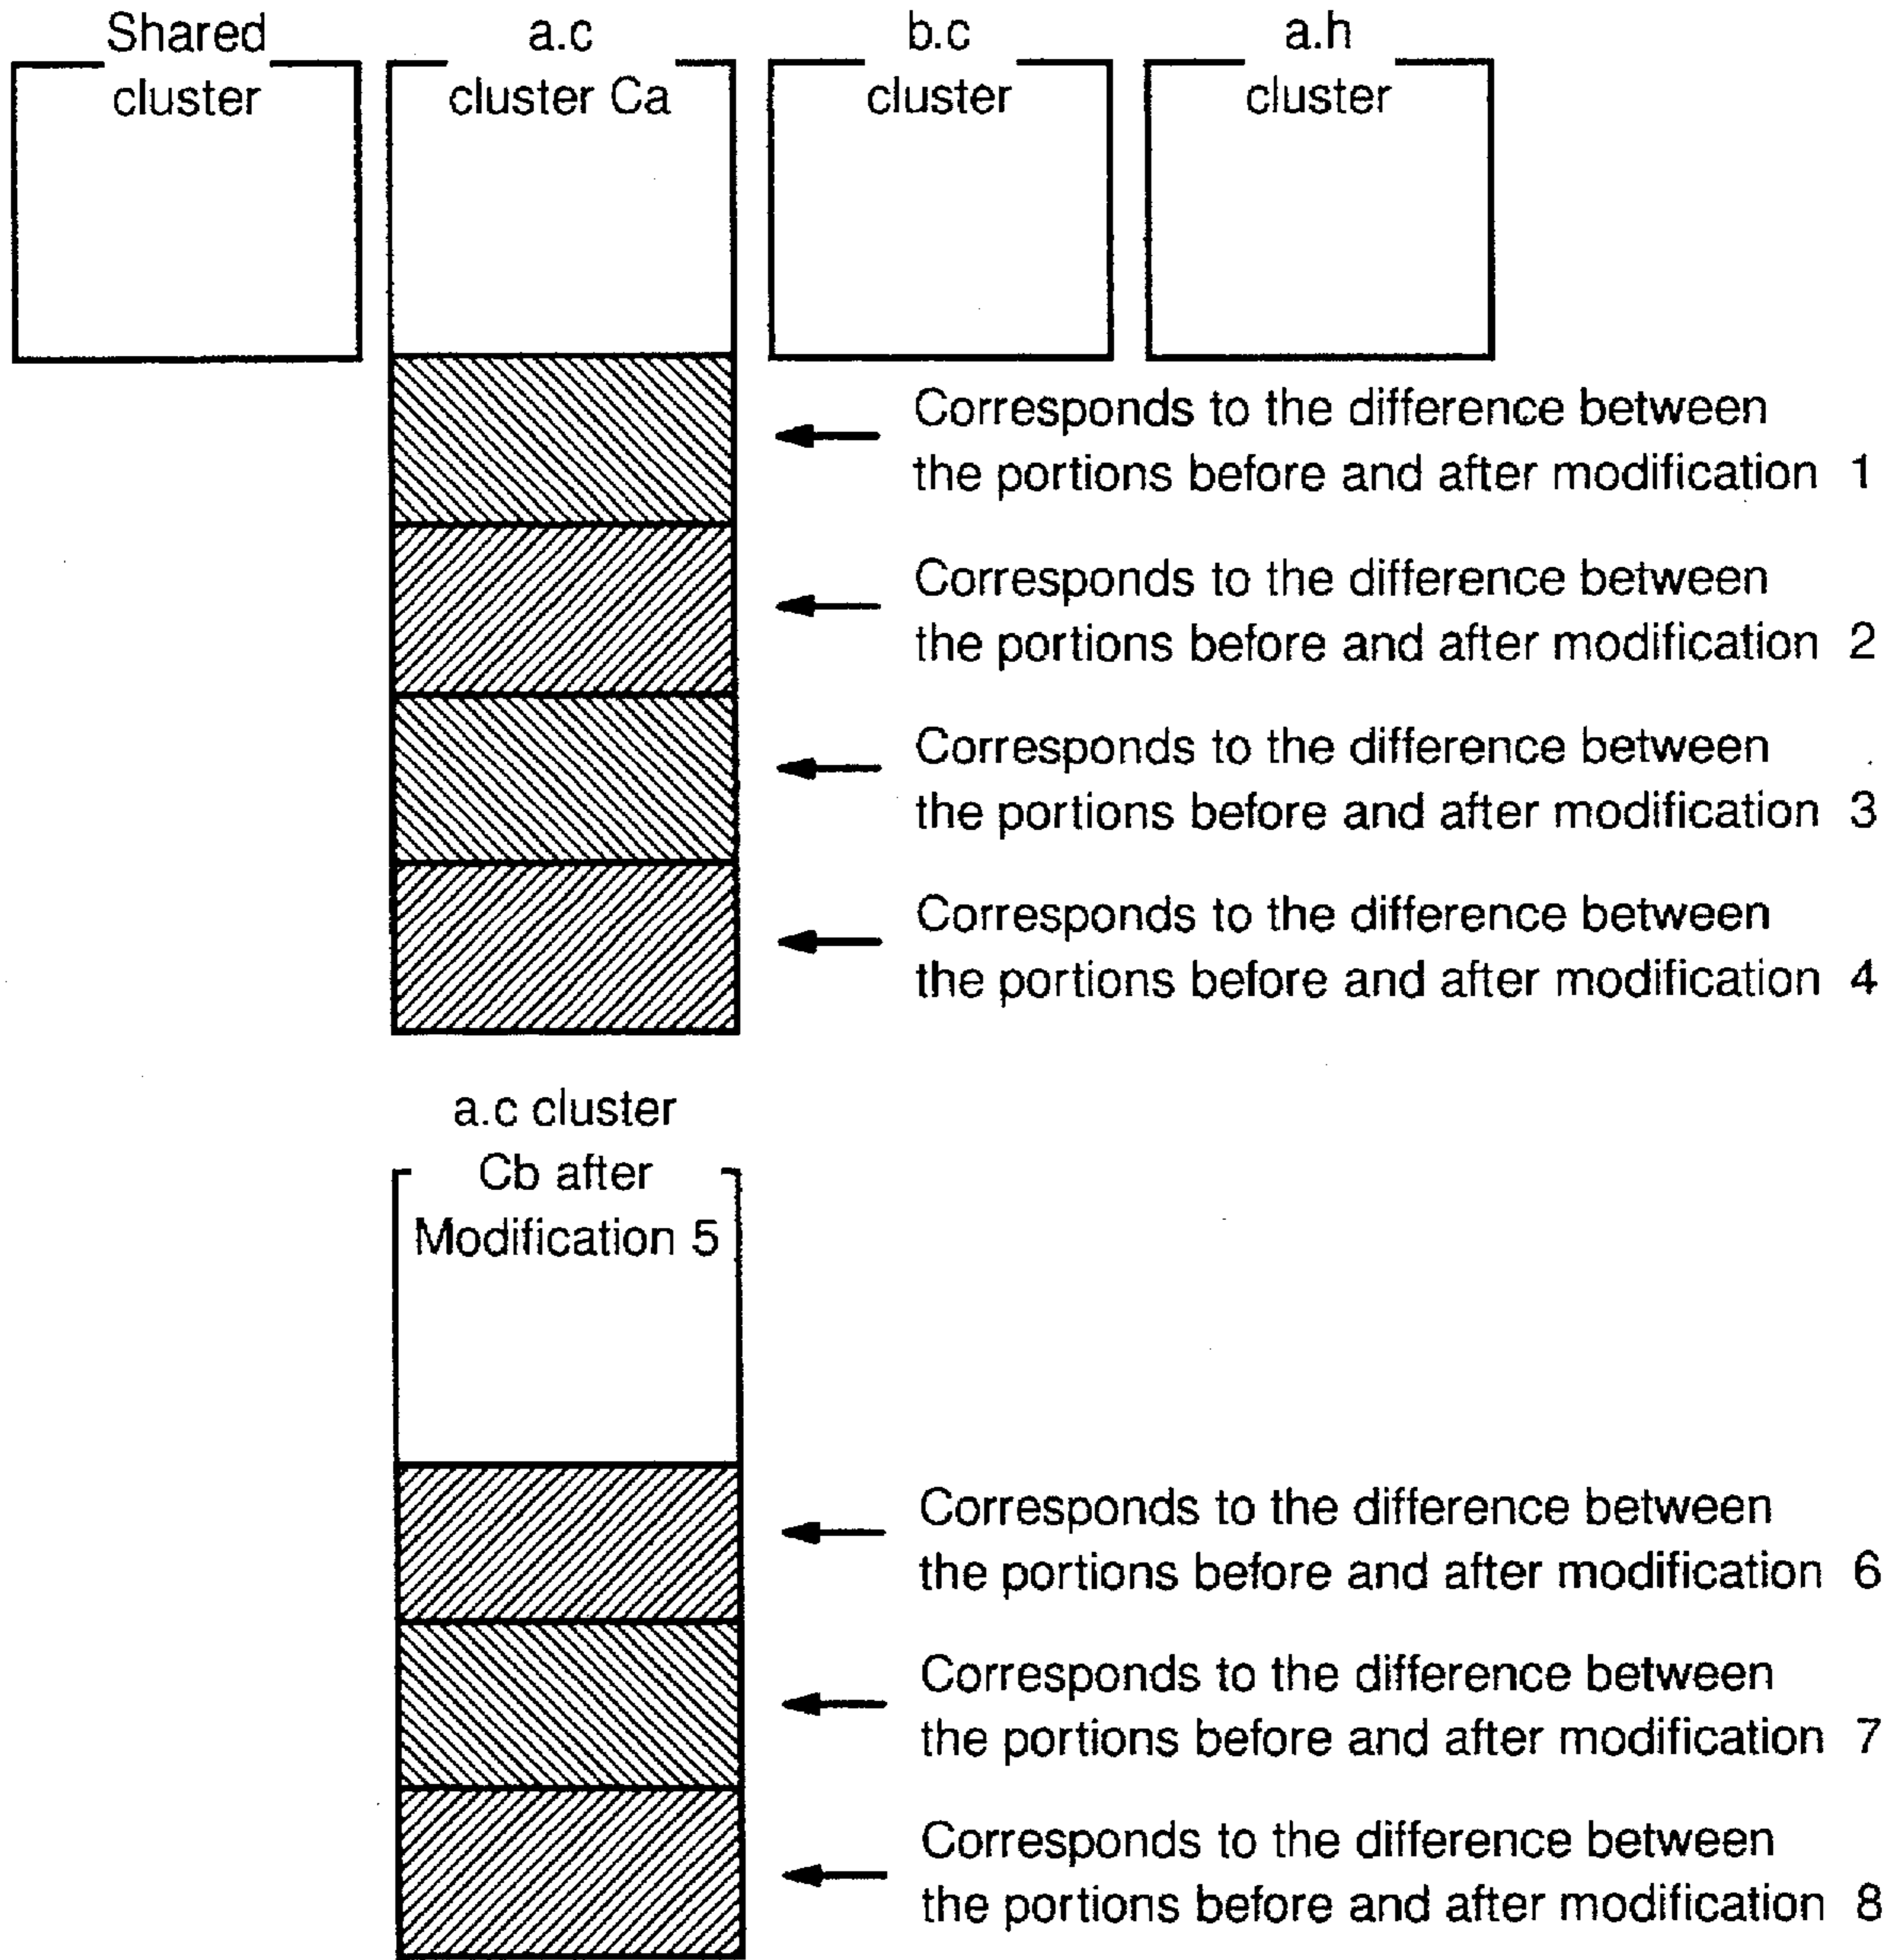 Shared
cluster
a.c
cluster Ca
b.c
cluster
a.h
cluster
Corresponds to the difference between
the portions before and after modification 1
Corresponds to the difference between
the portions before and after modification 2
Corresponds to the difference between
the portions before and after modification 3
Corresponds to the difference between
the portions before and after modification 4
a.c cluster
Cb after
Modification 5
Corresponds to the difference between
the portions before and after modification 6
Corresponds to the difference between
the portions before and after modification 7
Corresponds to the difference between
the portions before and after modification 8